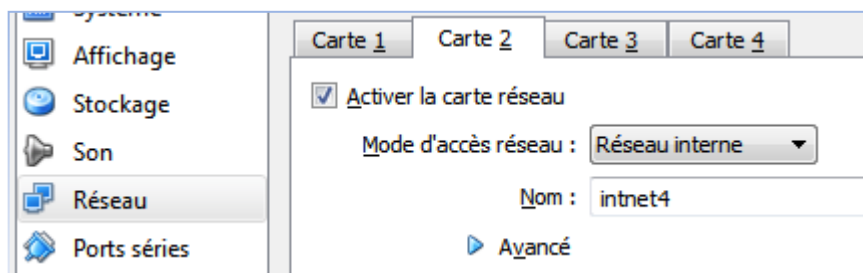 Système
Affichage
Stockage
Son
Réseau
Ports séries
Carte 1 Carte 2 Carte 3 Carte 4
Activer la carte réseau
Mode d'accès réseau : Réseau interne
Nom : intnet4
Avancé